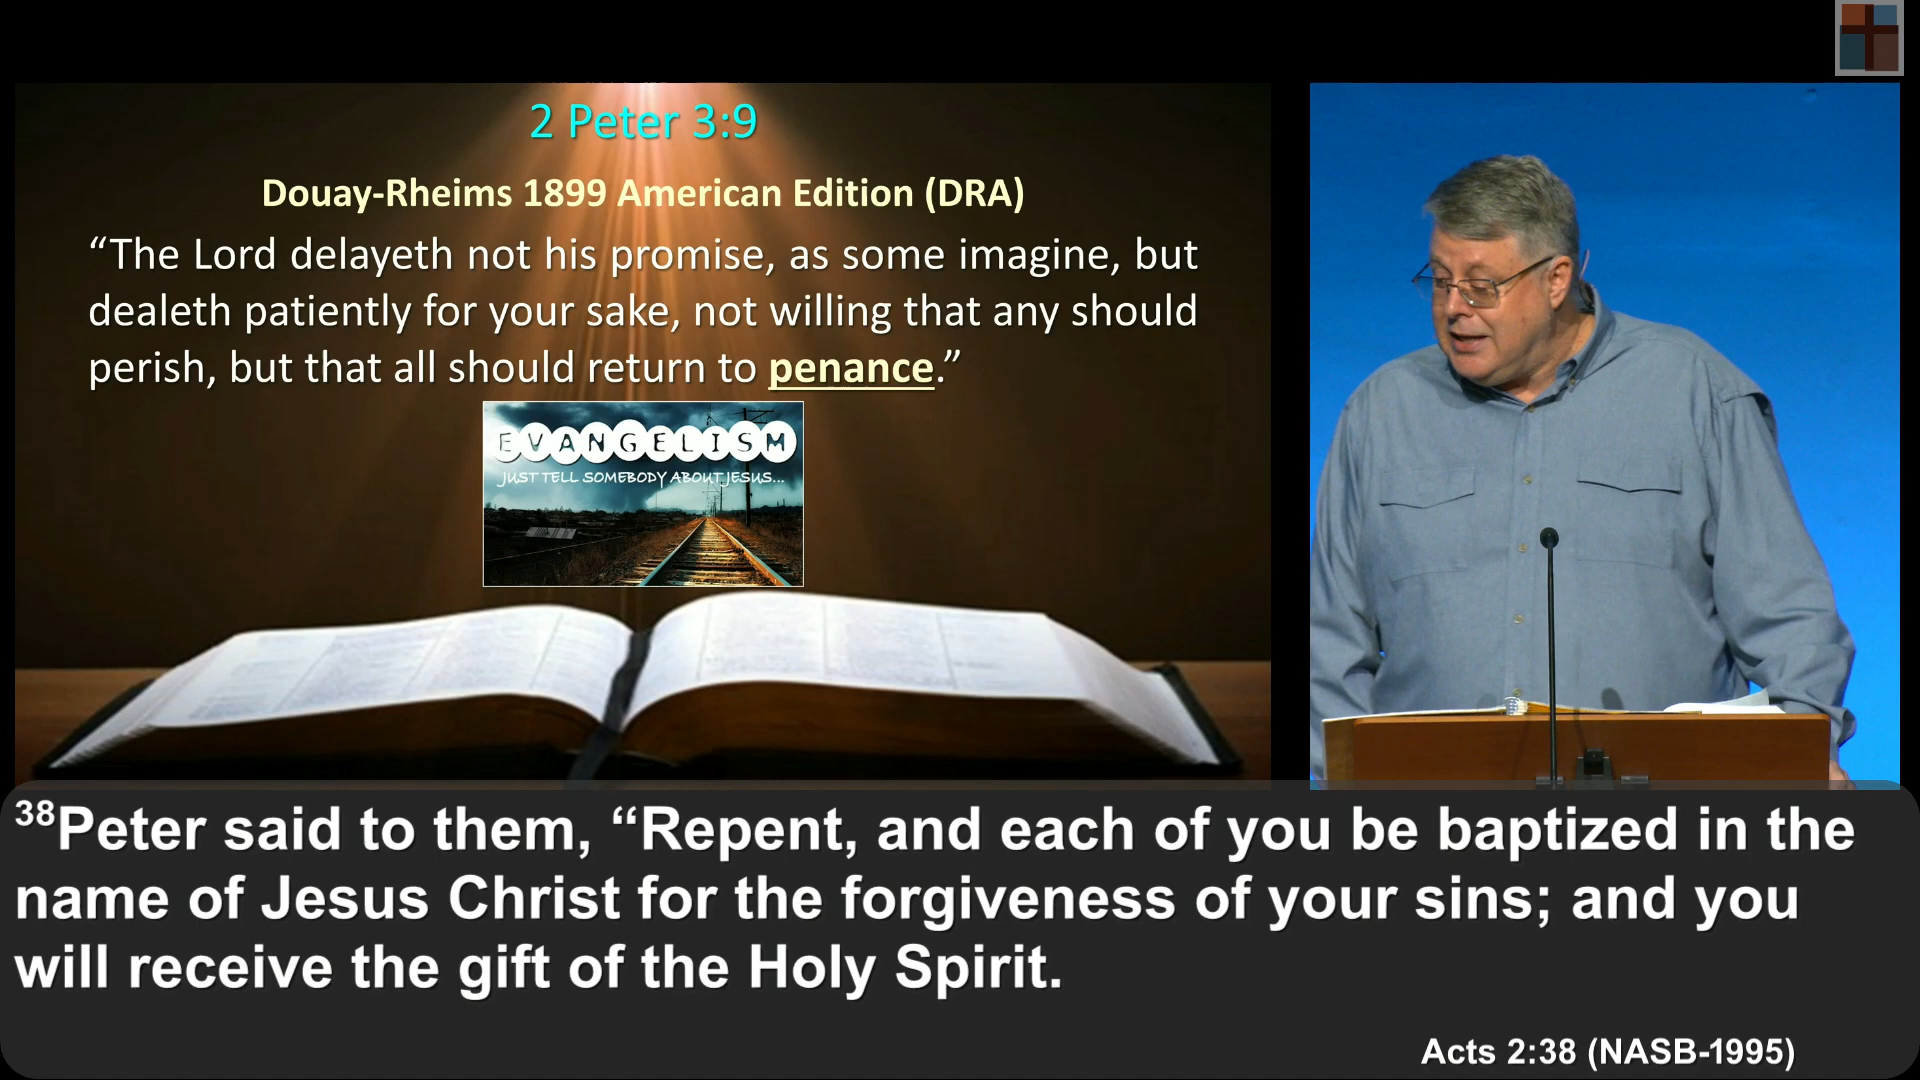 2 Peter 3:9
Douay-Rheims 1899 American Edition (DRA)
“The Lord delayeth not his promise, as some imagine, but
dealeth patiently for your sake, not willing that any should
perish, but that all should return to penance.”
EVANGELISM
JUST TELL SOMEBODY ABOUT JESUS...
38Peter said to them, “Repent, and each of you be baptized in the
name of Jesus Christ for the forgiveness of your sins; and you
will receive the gift of the Holy Spirit.
Acts 2:38 (NASB-1995)